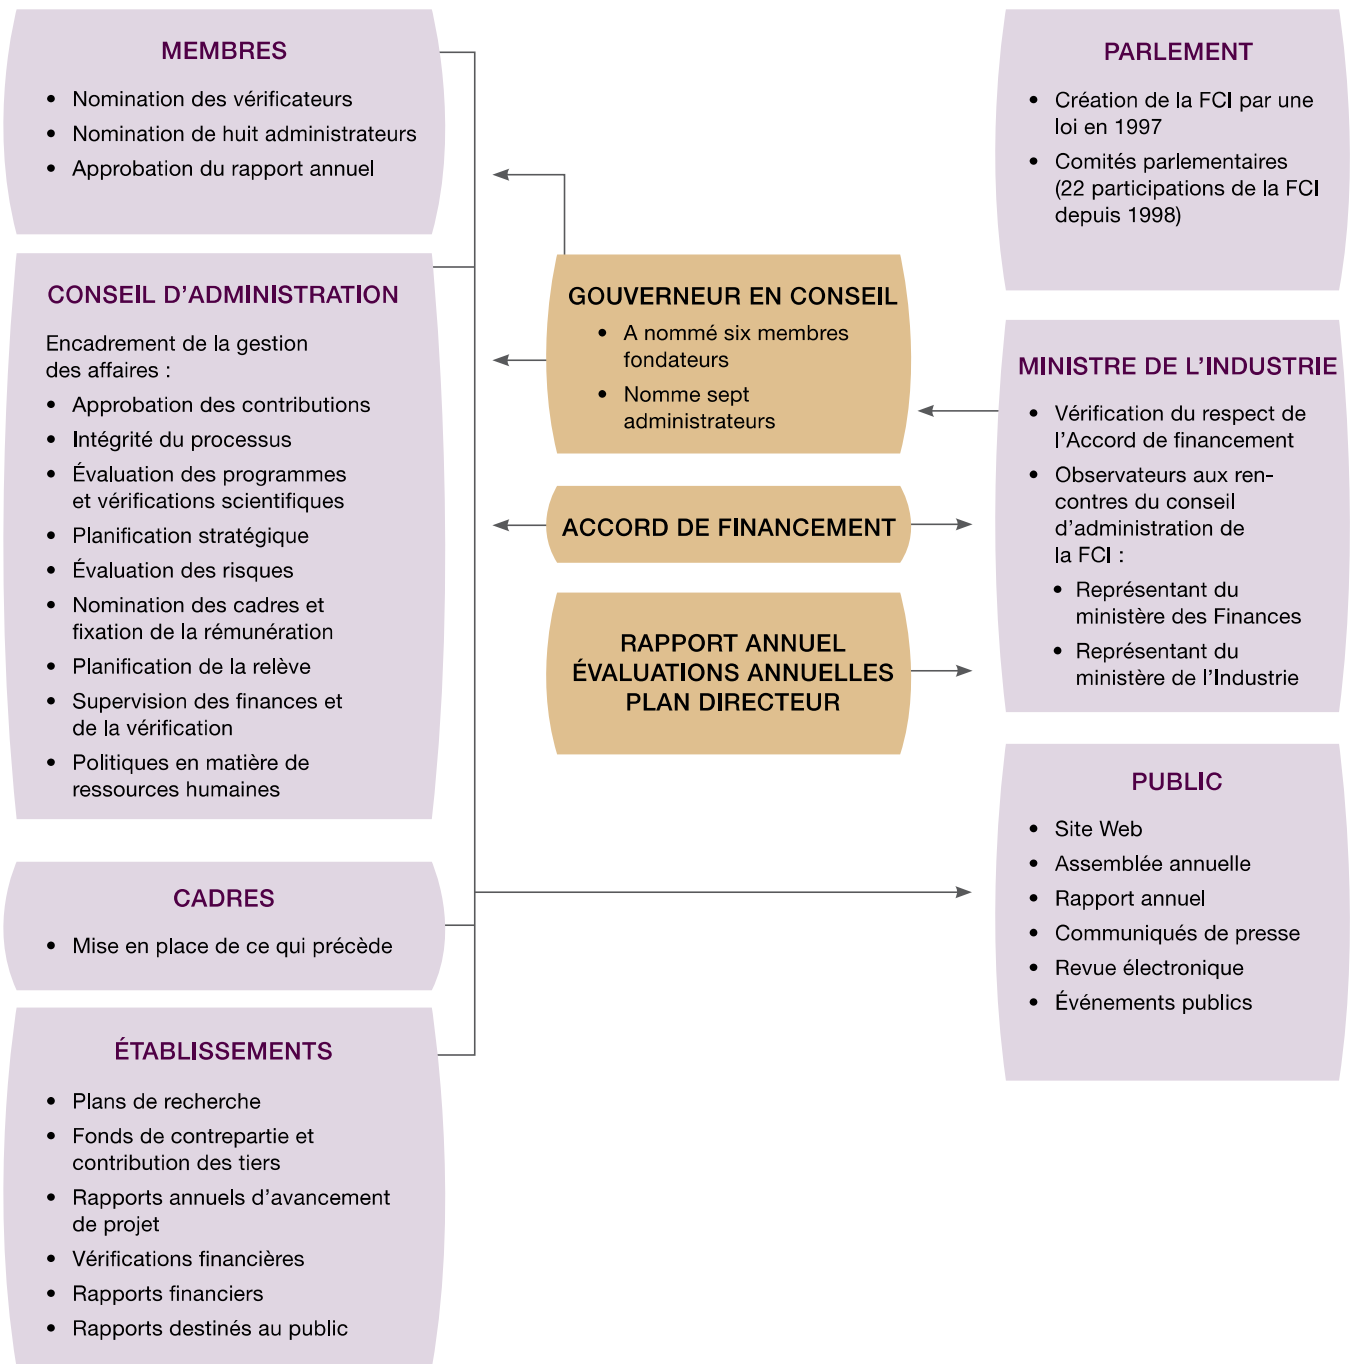 MEMBRES
• Nomination des vérificateurs
• Nomination de huit administrateurs
• Approbation du rapport annuel
CONSEIL D’ADMINISTRATION
Encadrement de la gestion
des affaires :
• Approbation des contributions
• Intégrité du processus
• Évaluation des programmes
et vérifications scientifiques
• Planification stratégique
• Évaluation des risques
• Nomination des cadres et
fixation de la rémunération
• Planification de la relève
• Supervision des finances et
de la vérification
• Politiques en matière de
ressources humaines
CADRES
• Mise en place de ce qui précède
ÉTABLISSEMENTS
• Plans de recherche
• Fonds de contrepartie et
contribution des tiers
• Rapports annuels d’avancement
de projet
• Vérifications financières
• Rapports financiers
• Rapports destinés au public
GOUVERNEUR EN CONSEIL
• A nommé six membres
fondateurs
• Nomme sept
administrateurs
ACCORD DE FINANCEMENT
RAPPORT ANNUEL
ÉVALUATIONS ANNUELLES
PLAN DIRECTEUR
PARLEMENT
• Création de la FCI par une
loi en 1997
• Comités parlementaires
(22 participations de la FCI
depuis 1998)
MINISTRE DE L’INDUSTRIE
• Vérification du respect de
l’Accord de financement
• Observateurs aux ren-
contres du conseil
d’administration de
la FCI :
• Représentant du
ministère des Finances
• Représentant du
ministère de l’Industrie
PUBLIC
• Site Web
• Assemblée annuelle
• Rapport annuel
• Communiqués de presse
• Revue électronique
• Événements publics